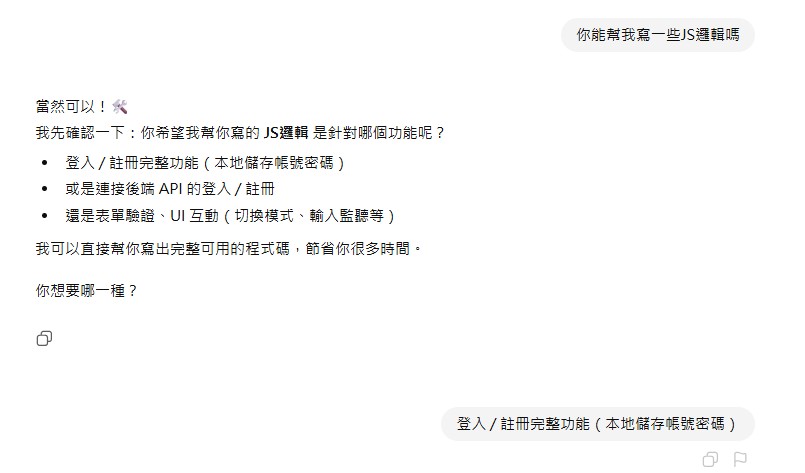 你能幫我寫一些JS邏輯嗎
當然可以！🛠️
我先確認一下：你希望我幫你寫的 JS邏輯 是針對哪個功能呢？
• 登入 / 註冊完整功能（本地儲存帳號密碼）
• 或是連接後端 API 的登入 / 註冊
• 還是表單驗證、UI 互動（切換模式、輸入監聽等）
我可以直接幫你寫出完整可用的程式碼，節省你很多時間。
你想要哪一種？
登入 / 註冊完整功能（本地儲存帳號密碼）